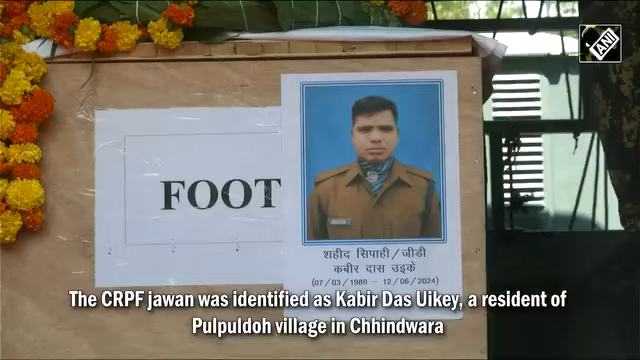 ANI
FOOT
शहीद सिपाही/जीडी
कबीर दास उइके
(07/03/1989 – 12/06/2024)
The CRPF jawan was identified as Kabir Das Uikey, a resident of
Pulpuldoh village in Chhindwara